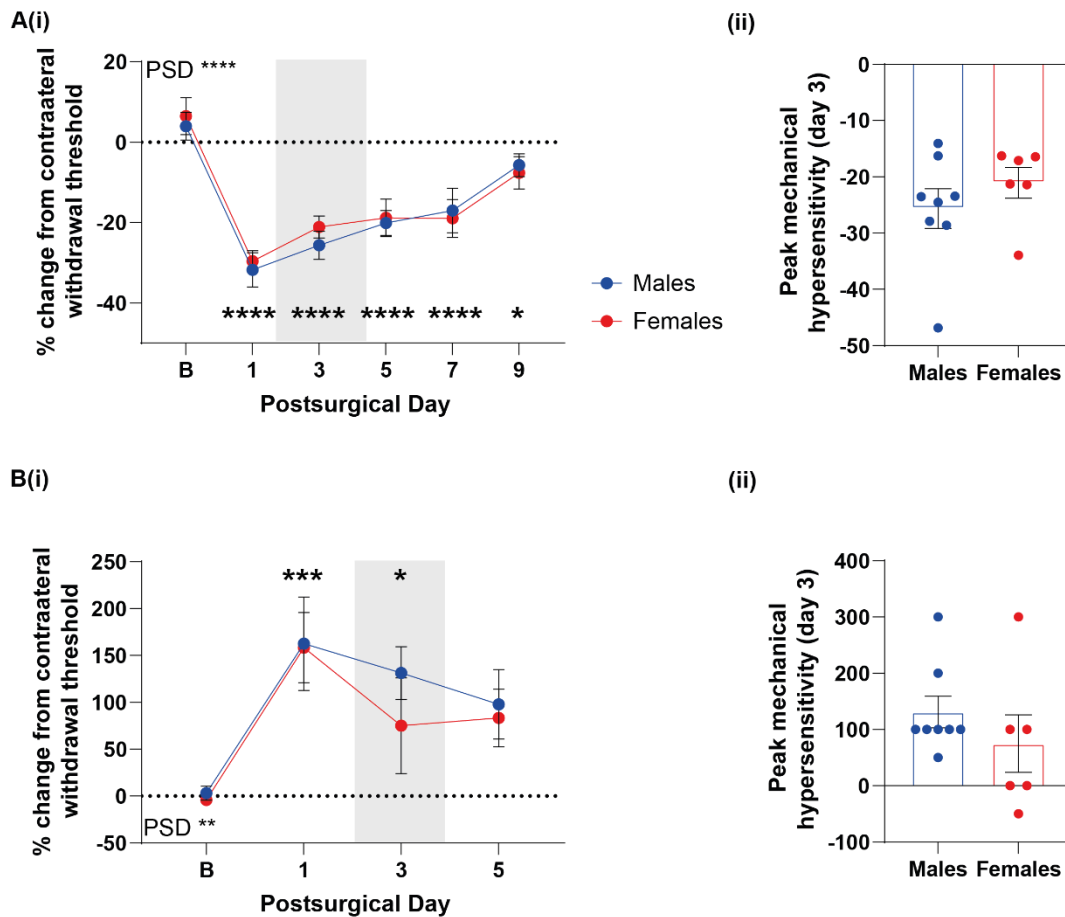 A(i)
PSD ****
20
0
-20
-40
% change from contraateral
withdrawal threshold
**** **** **** **** *
B 1 3 5 7 9
Postsurgical Day
Males
Females
(ii)
0
-10
-20
-30
-40
-50
Peak mechanical
hypersensitivity (day 3)
Males Females
B(i)
250
200
150
100
50
0
-50
% change from contraateral
withdrawal threshold
*** *
PSD **
B 1 3 5
Postsurgical Day
(ii)
400
300
200
100
0
-100
Peak mechanical
hypersensitivity (day 3)
Males Females